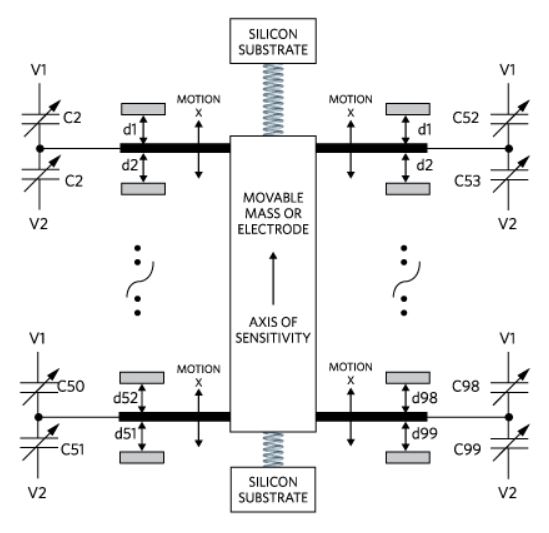 SILICON
SUBSTRATE
V1
V1
MOTION
X
MOTION
X
C2
d1
d1
C52
C2
d2
d2
C53
V2
V2
MOVABLE
MASS OR
ELECTRODE
AXIS OF
SENSITIVITY
V1
V1
MOTION
X
MOTION
X
C50
d52
d98
C98
C51
d51
d99
C99
V2
V2
SILICON
SUBSTRATE